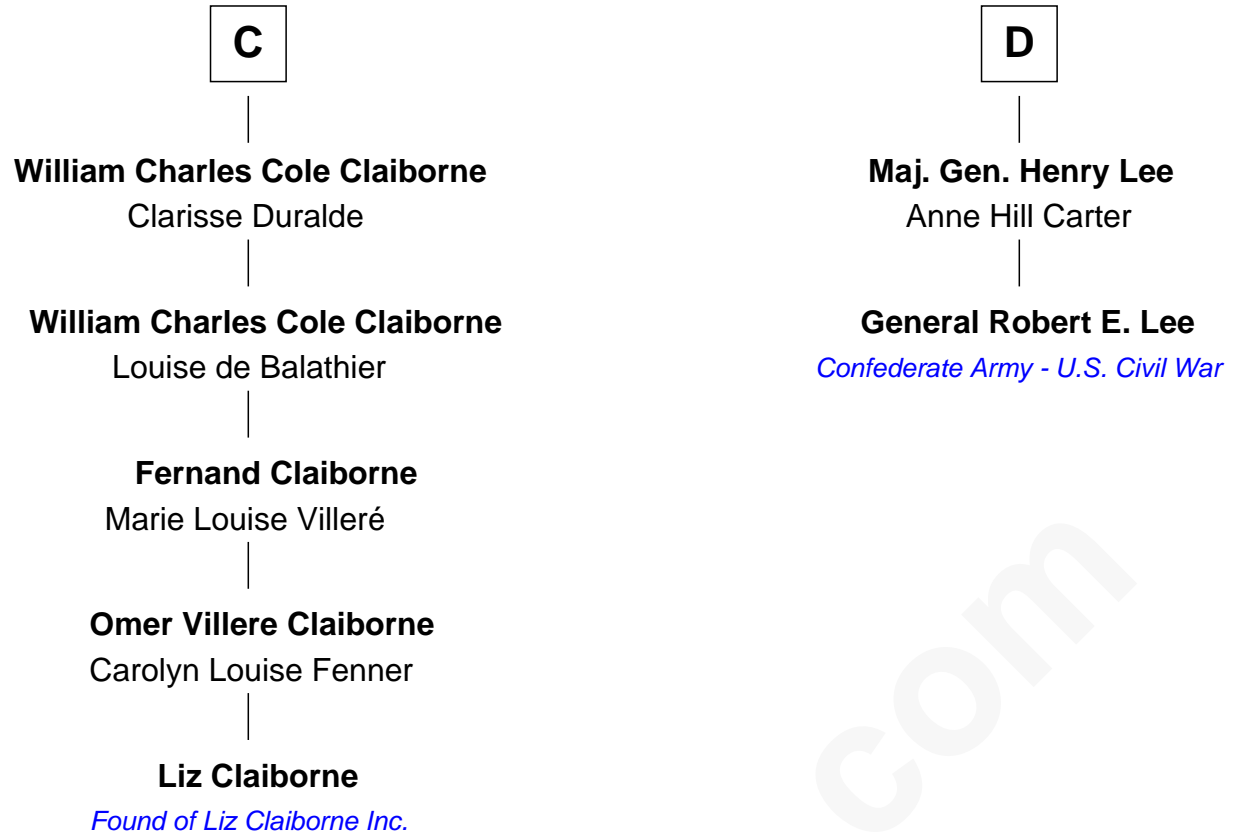 C
William Charles Cole Claiborne
Clarisse Duralde
William Charles Cole Claiborne
Louise de Balathier
Fernand Claiborne
Marie Louise Villeré
Omer Villere Claiborne
Carolyn Louise Fenner
Liz Claiborne
Found of Liz Claiborne Inc.
D
Maj. Gen. Henry Lee
Anne Hill Carter
General Robert E. Lee
Confederate Army - U.S. Civil War
com